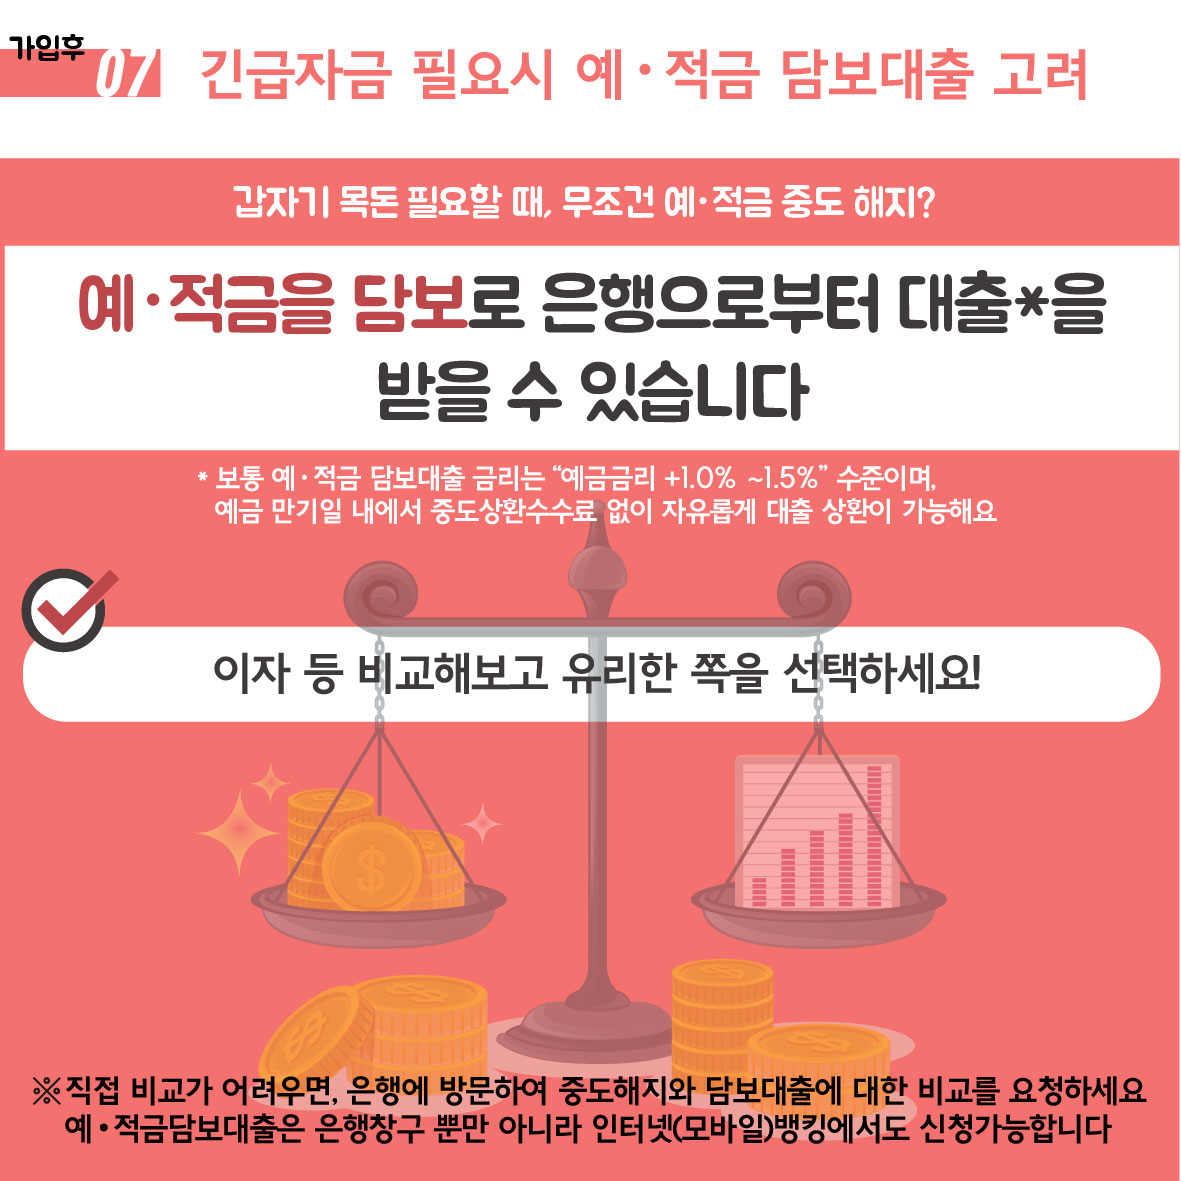 가입후
07 긴급자금 필요시 예·적금 담보대출 고려
갑자기 목돈 필요할 때, 무조건 예·적금 중도 해지?
예·적금을 담보로 은행으로부터 대출*을
받을 수 있습니다
* 보통 예·적금 담보대출 금리는 “예금금리 +1.0% ~1.5%” 수준이며,
예금 만기일 내에서 중도상환수수료 없이 자유롭게 대출 상환이 가능해요
이자 등 비교해보고 유리한 쪽을 선택하세요!
$
$
$
$
$
※직접 비교가 어려우면, 은행에 방문하여 중도해지와 담보대출에 대한 비교를 요청하세요
예·적금담보대출은 은행창구 뿐만 아니라 인터넷(모바일)뱅킹에서도 신청가능합니다